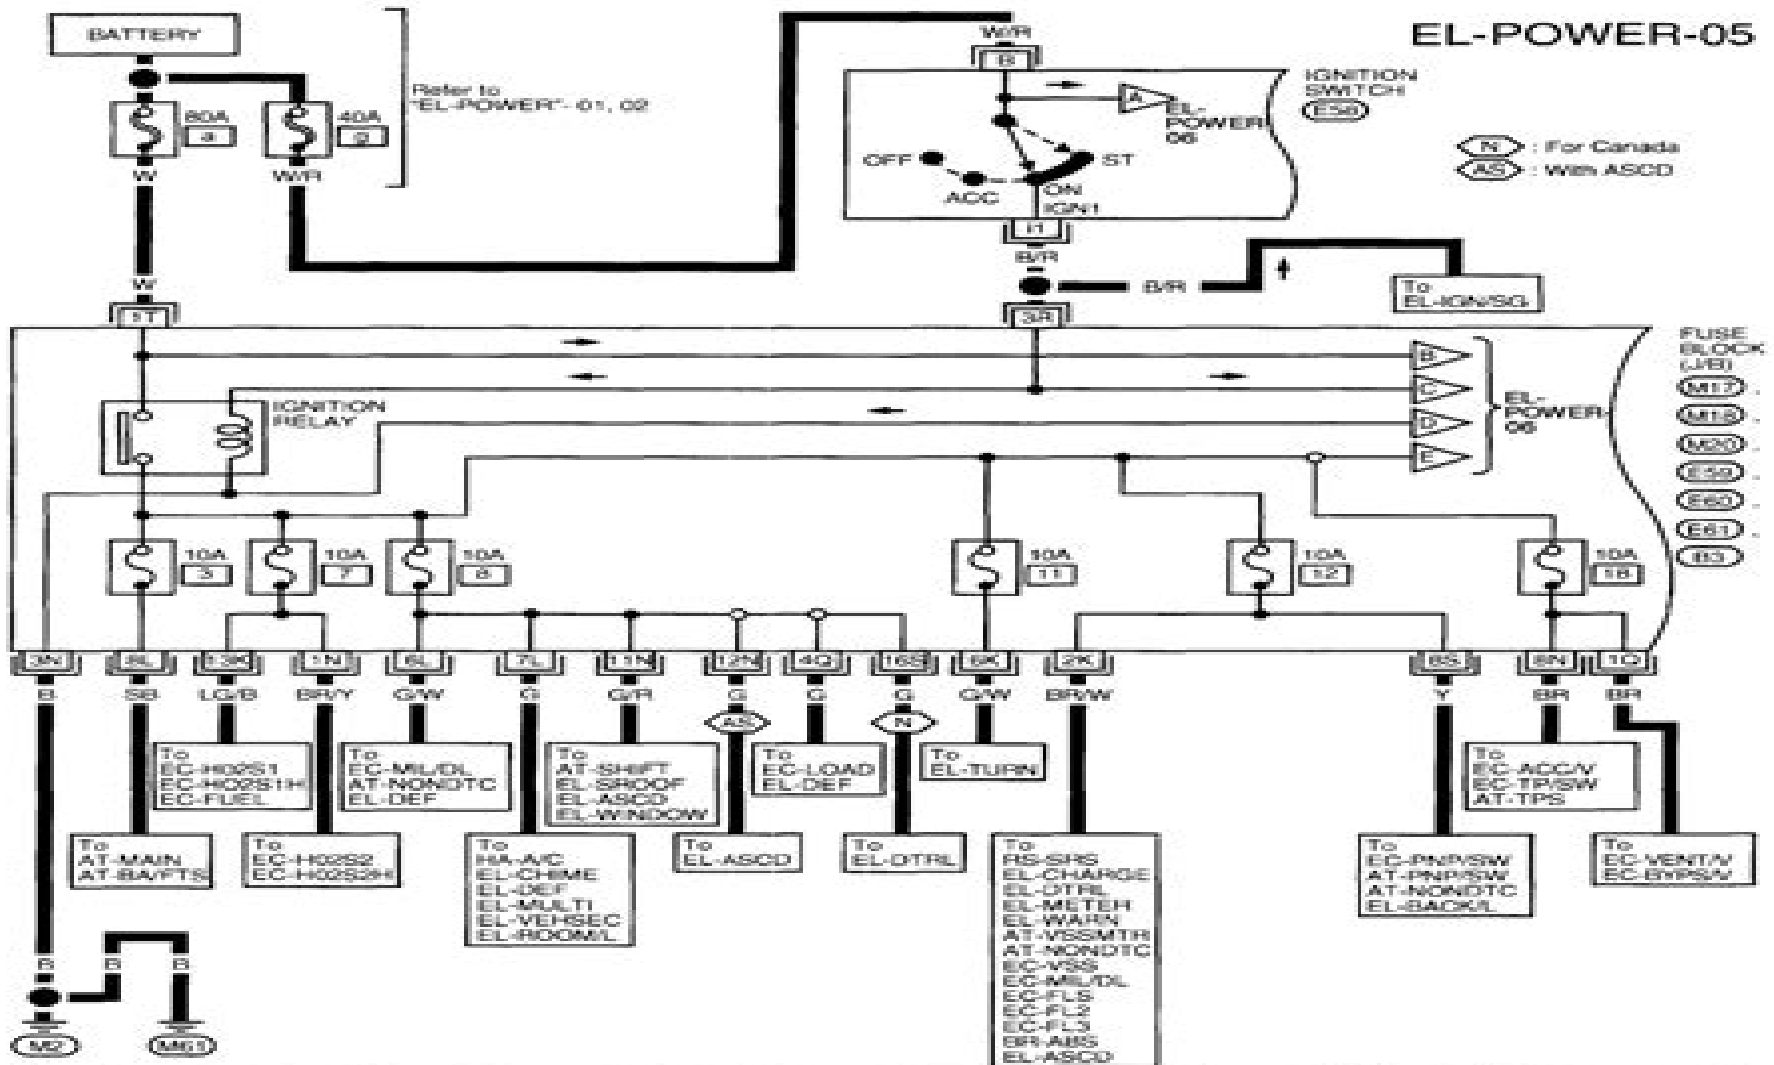 EL-POWER-05
BATTERY
80A
a
40A
g
Refer to
"EL-POWER"- 01, 02
W
W/R
W
W/R
B
A
EL-
POWER-
06
OFF
ACC
ON
ST
IGN1
I1
IGNITION
SWITCH
E58
N : For Canada
AS : With ASCD
B/R
B/R
To
EL-IGN/SG
1T
3R
FUSE
BLOCK
(J/B)
M17 ,
M18 ,
M20 ,
E59 ,
E60 ,
E61 ,
B3
B
C
D
E
EL-
POWER-
06
IGNITION
RELAY
10A
3
10A
7
10A
8
10A
11
10A
12
10A
18
3N
8L
13K
1N
6L
7L
11N
12N
4Q
16S
6K
2K
8S
8N
1Q
B
SB
LG/B
BR/Y
G/W
G
G/R
G
G
G
G/W
BR/W
Y
BR
BR
AS
N
To
EC-HO2S1
EC-HO2S1H
EC-FUEL
To
EC-MIL/DL
AT-NONDTC
EL-DEF
To
AT-SHIFT
EL-SROOF
EL-ASCD
EL-WINDOW
To
EC-LOAD
EL-DEF
To
EL-TURN
To
EC-ACC/V
EC-TP/SW
AT-TPS
To
AT-MAIN
AT-BA/FTS
To
EC-H02S2
EC-H02S2H
To
HA-A/C
EL-CHIME
EL-DEF
EL-MULTI
EL-VEHSEC
EL-ROOM/L
To
EL-ASCD
To
EL-DTRL
To
RS-SRS
EL-CHARGE
EL-DTRL
EL-METER
EL-WARN
AT-VSSMTR
AT-NONDTC
EC-VSS
EC-MIL/DL
EC-FLS
EC-FL2
EC-FL3
BR-ABS
EL-ASCD
To
EC-PNP/SW
AT-PNP/SW
AT-NONDTC
EL-BACK/L
To
EC-VENT/V
EC-BYPS/V
B
B
B
M2
M61